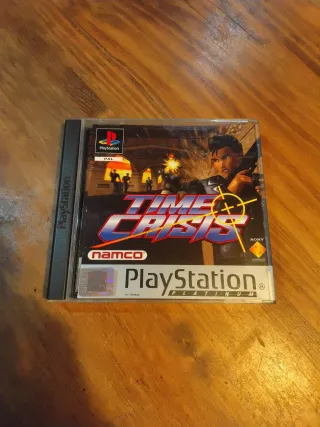 PlayStation
PAL
PlayStation
TIME
CRISIS
SONY
namco
PlayStation
PLATINUM